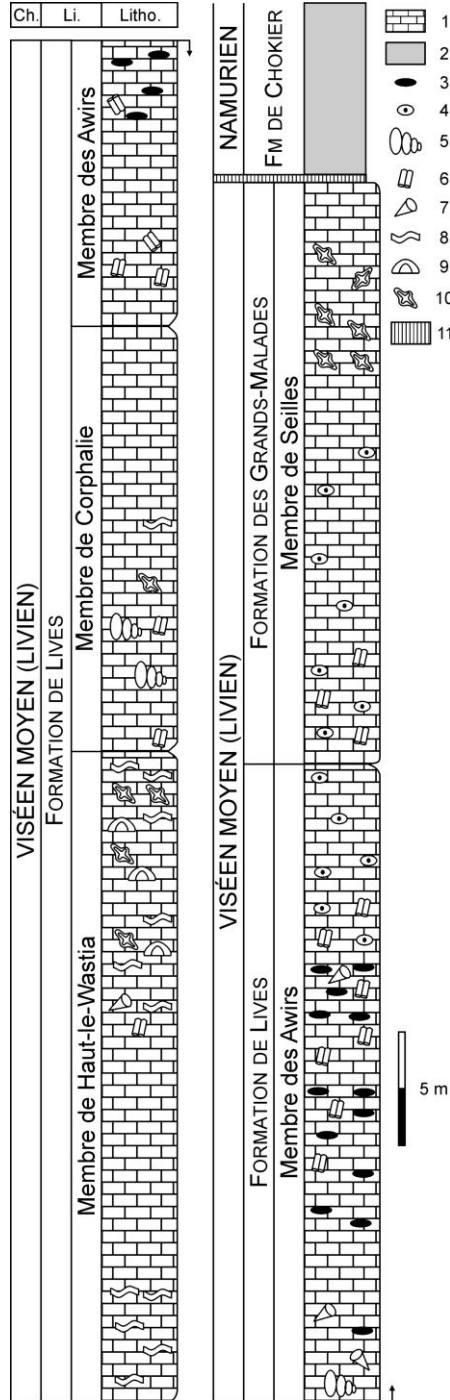 Ch. Li. Litho.
VISÉEN MOYEN (LIVIEN)
FORMATION DE LIVES
Membre des Awirs
Membre de Corphalie
Membre de Haut-le-Wastia
NAMURIEN
FM DE CHOKIER
VISÉEN MOYEN (LIVIEN)
FORMATION DES GRANDS-MALADES
Membre de Seilles
FORMATION DE LIVES
Membre des Awirs
1
2
3
4
5
6
7
8
9
10
11
5 m